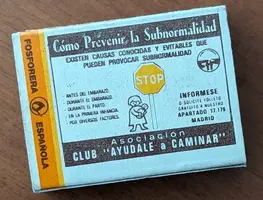 FOSFORERA
ESPAÑOLA
Cómo Prevenir la Subnormalidad
EXISTEN CAUSAS CONOCIDAS Y EVITABLES QUE
PUEDEN PROVOCAR SUBNORMALIDAD
STOP
ANTES DEL EMBARAZO.
DURANTE EL EMBARAZO.
DURANTE EL PARTO.
EN LA PRIMERA INFANCIA
POR DIVERSOS FACTORES.
INFORMESE
O SOLICITE FOLLETO
GRATUITO A NUESTRO
APARTADO 17.176
MADRID
Asociación
CLUB "AYUDALE a CAMINAR"